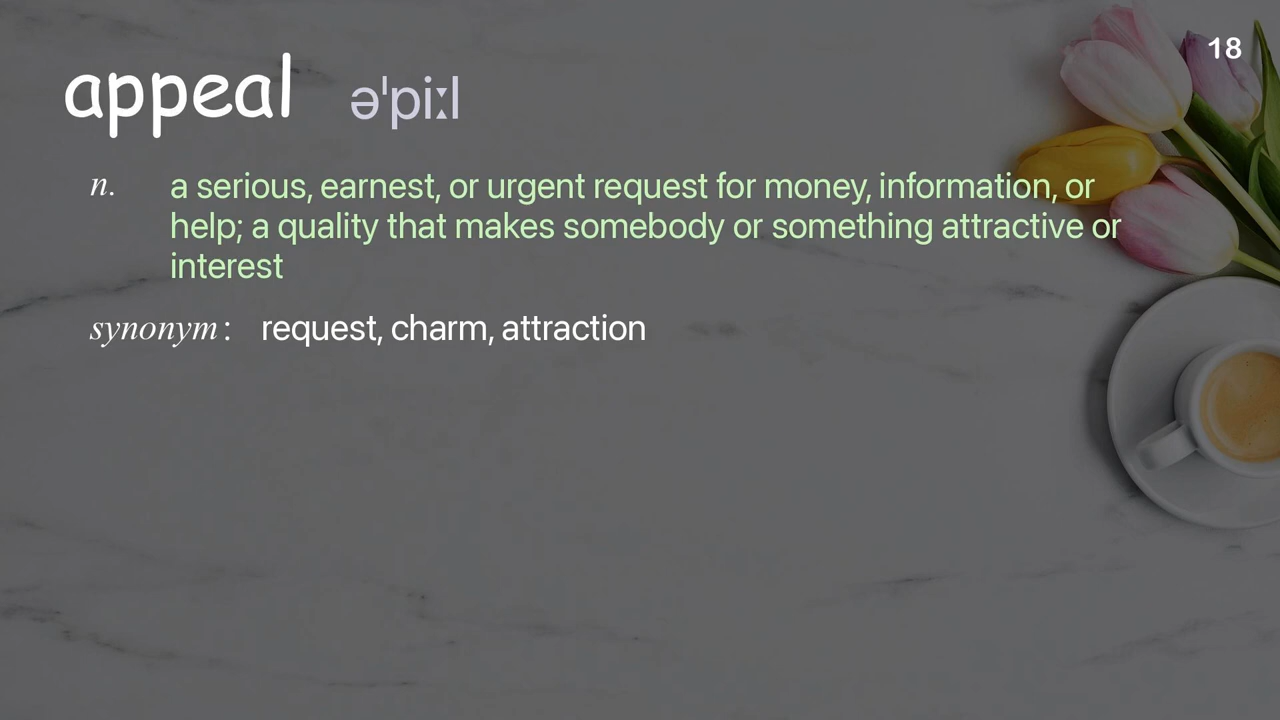 18
appeal əˈpiːl
n. a serious, earnest, or urgent request for money, information, or
help; a quality that makes somebody or something attractive or
interest
synonym: request, charm, attraction